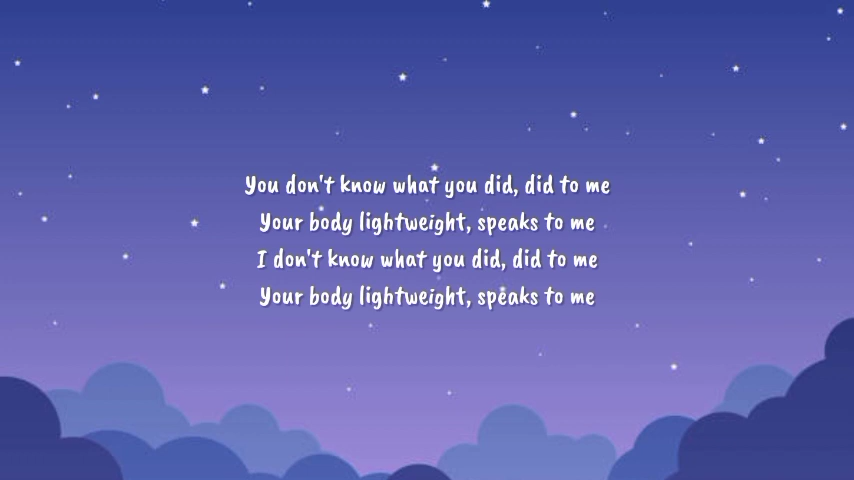 You don't know what you did, did to me
Your body lightweight, speaks to me
I don't know what you did, did to me
Your body lightweight, speaks to me